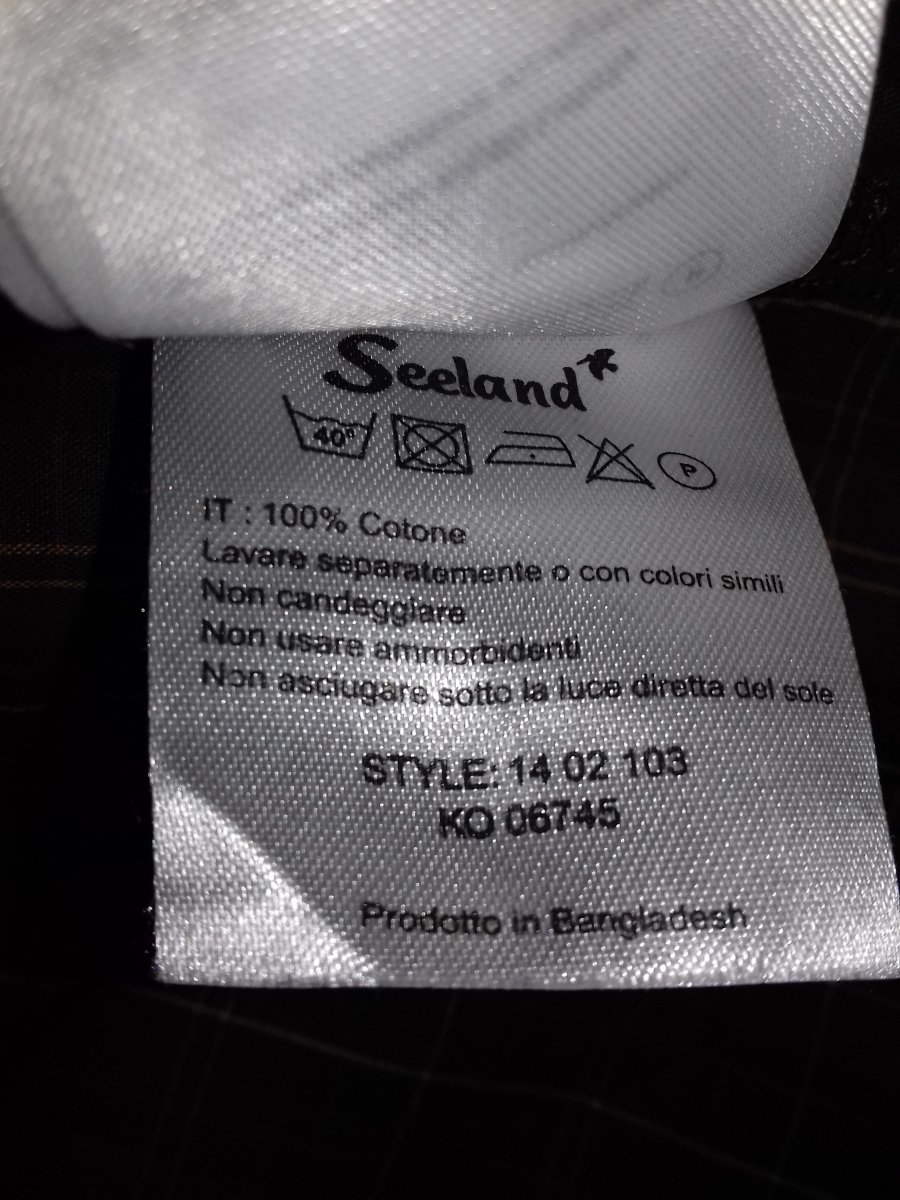 Seeland
40°
P
IT : 100% Cotone
Lavare separatamente o con colori simili
Non candeggiare
Non usare ammorbidenti
Non asciugare sotto la luce diretta del sole
STYLE: 14 02 103
KO 06745
Prodotto in Bangladesh